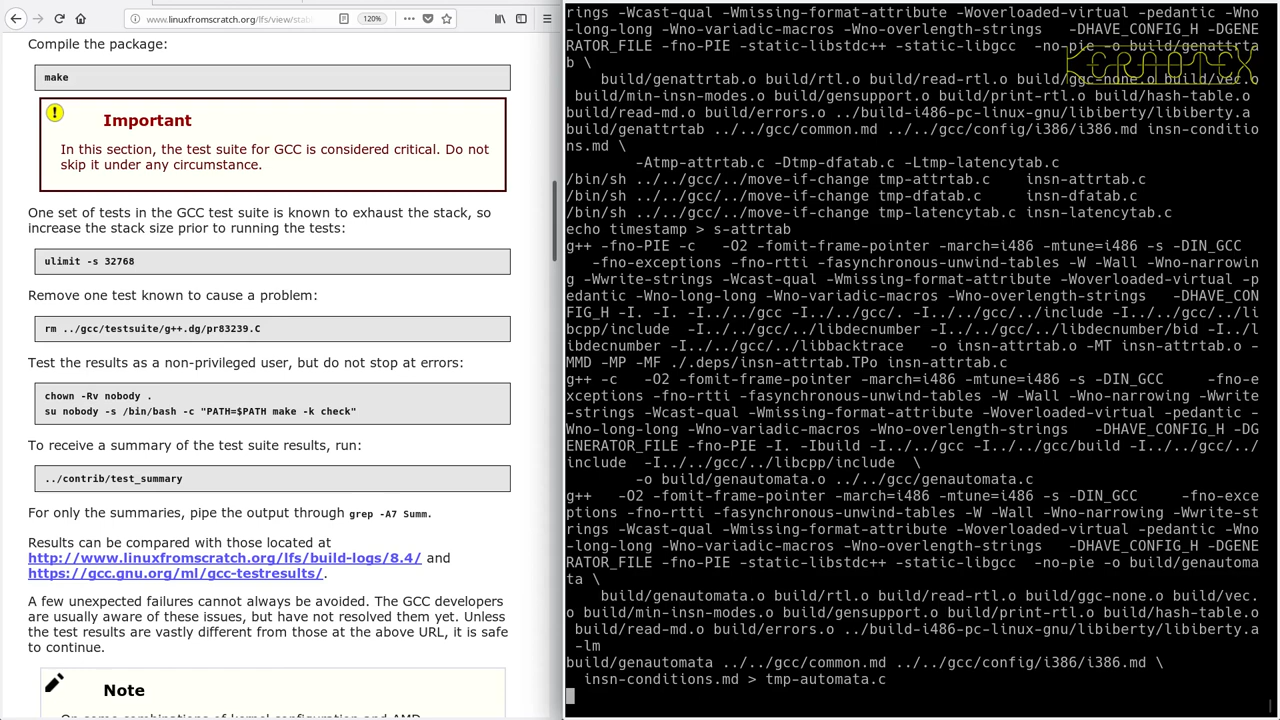 www.linuxfromscratch.org/lfs/view/stab
120%
Compile the package:
make
Important
In this section, the test suite for GCC is considered critical. Do not
skip it under any circumstance.
One set of tests in the GCC test suite is known to exhaust the stack, so
increase the stack size prior to running the tests:
ulimit -s 32768
Remove one test known to cause a problem:
rm ../gcc/testsuite/g++.dg/pr83239.C
Test the results as a non-privileged user, but do not stop at errors:
chown -Rv nobody .
su nobody -s /bin/bash -c "PATH=$PATH make -k check"
To receive a summary of the test suite results, run:
../contrib/test_summary
For only the summaries, pipe the output through grep -A7 Summ.
Results can be compared with those located at
http://www.linuxfromscratch.org/lfs/build-logs/8.4/ and
https://gcc.gnu.org/ml/gcc-testresults/.
A few unexpected failures cannot always be avoided. The GCC developers
are usually aware of these issues, but have not resolved them yet. Unless
the test results are vastly different from those at the above URL, it is safe
to continue.
Note
On some combinations of kernel configuration and AMD
rings -Wcast-qual -Wmissing-format-attribute -Woverloaded-virtual -pedantic -Wno
-long-long -Wno-variadic-macros -Wno-overlength-strings   -DHAVE_CONFIG_H -DGENE
RATOR_FILE -fno-PIE -static-libstdc++ -static-libgcc  -no-pie -o build/genattrta
b \
    build/genattrtab.o build/rtl.o build/read-rtl.o build/ggc-none.o build/vec.o
 build/min-insn-modes.o build/gensupport.o build/print-rtl.o build/hash-table.o
build/read-md.o build/errors.o ../build-i486-pc-linux-gnu/libiberty/libiberty.a
build/genattrtab ../../gcc/common.md ../../gcc/config/i386/i386.md insn-conditio
ns.md \
        -Atmp-attrtab.c -Dtmp-dfatab.c -Ltmp-latencytab.c
/bin/sh ../../gcc/../move-if-change tmp-attrtab.c    insn-attrtab.c
/bin/sh ../../gcc/../move-if-change tmp-dfatab.c     insn-dfatab.c
/bin/sh ../../gcc/../move-if-change tmp-latencytab.c insn-latencytab.c
echo timestamp > s-attrtab
g++ -fno-PIE -c   -O2 -fomit-frame-pointer -march=i486 -mtune=i486 -s -DIN_GCC
   -fno-exceptions -fno-rtti -fasynchronous-unwind-tables -W -Wall -Wno-narrowin
g -Wwrite-strings -Wcast-qual -Wmissing-format-attribute -Woverloaded-virtual -p
edantic -Wno-long-long -Wno-variadic-macros -Wno-overlength-strings   -DHAVE_CON
FIG_H -I. -I. -I../../gcc -I../../gcc/. -I../../gcc/../include -I../../gcc/../li
bcpp/include  -I../../gcc/../libdecnumber -I../../gcc/../libdecnumber/bid -I../l
ibdecnumber -I../../gcc/../libbacktrace   -o insn-attrtab.o -MT insn-attrtab.o -
MMD -MP -MF ./.deps/insn-attrtab.TPo insn-attrtab.c
g++ -c   -O2 -fomit-frame-pointer -march=i486 -mtune=i486 -s -DIN_GCC     -fno-e
xceptions -fno-rtti -fasynchronous-unwind-tables -W -Wall -Wno-narrowing -Wwrite
-strings -Wcast-qual -Wmissing-format-attribute -Woverloaded-virtual -pedantic -
Wno-long-long -Wno-variadic-macros -Wno-overlength-strings   -DHAVE_CONFIG_H -DG
ENERATOR_FILE -fno-PIE -I. -Ibuild -I../../gcc -I../../gcc/build -I../../gcc/../
include  -I../../gcc/../libcpp/include  \
        -o build/genautomata.o ../../gcc/genautomata.c
g++   -O2 -fomit-frame-pointer -march=i486 -mtune=i486 -s -DIN_GCC     -fno-exce
ptions -fno-rtti -fasynchronous-unwind-tables -W -Wall -Wno-narrowing -Wwrite-st
rings -Wcast-qual -Wmissing-format-attribute -Woverloaded-virtual -pedantic -Wno
-long-long -Wno-variadic-macros -Wno-overlength-strings   -DHAVE_CONFIG_H -DGENE
RATOR_FILE -fno-PIE -static-libstdc++ -static-libgcc  -no-pie -o build/genautoma
ta \
    build/genautomata.o build/rtl.o build/read-rtl.o build/ggc-none.o build/vec.
o build/min-insn-modes.o build/gensupport.o build/print-rtl.o build/hash-table.o
 build/read-md.o build/errors.o ../build-i486-pc-linux-gnu/libiberty/libiberty.a
 -lm
build/genautomata ../../gcc/common.md ../../gcc/config/i386/i386.md \
  insn-conditions.md > tmp-automata.c